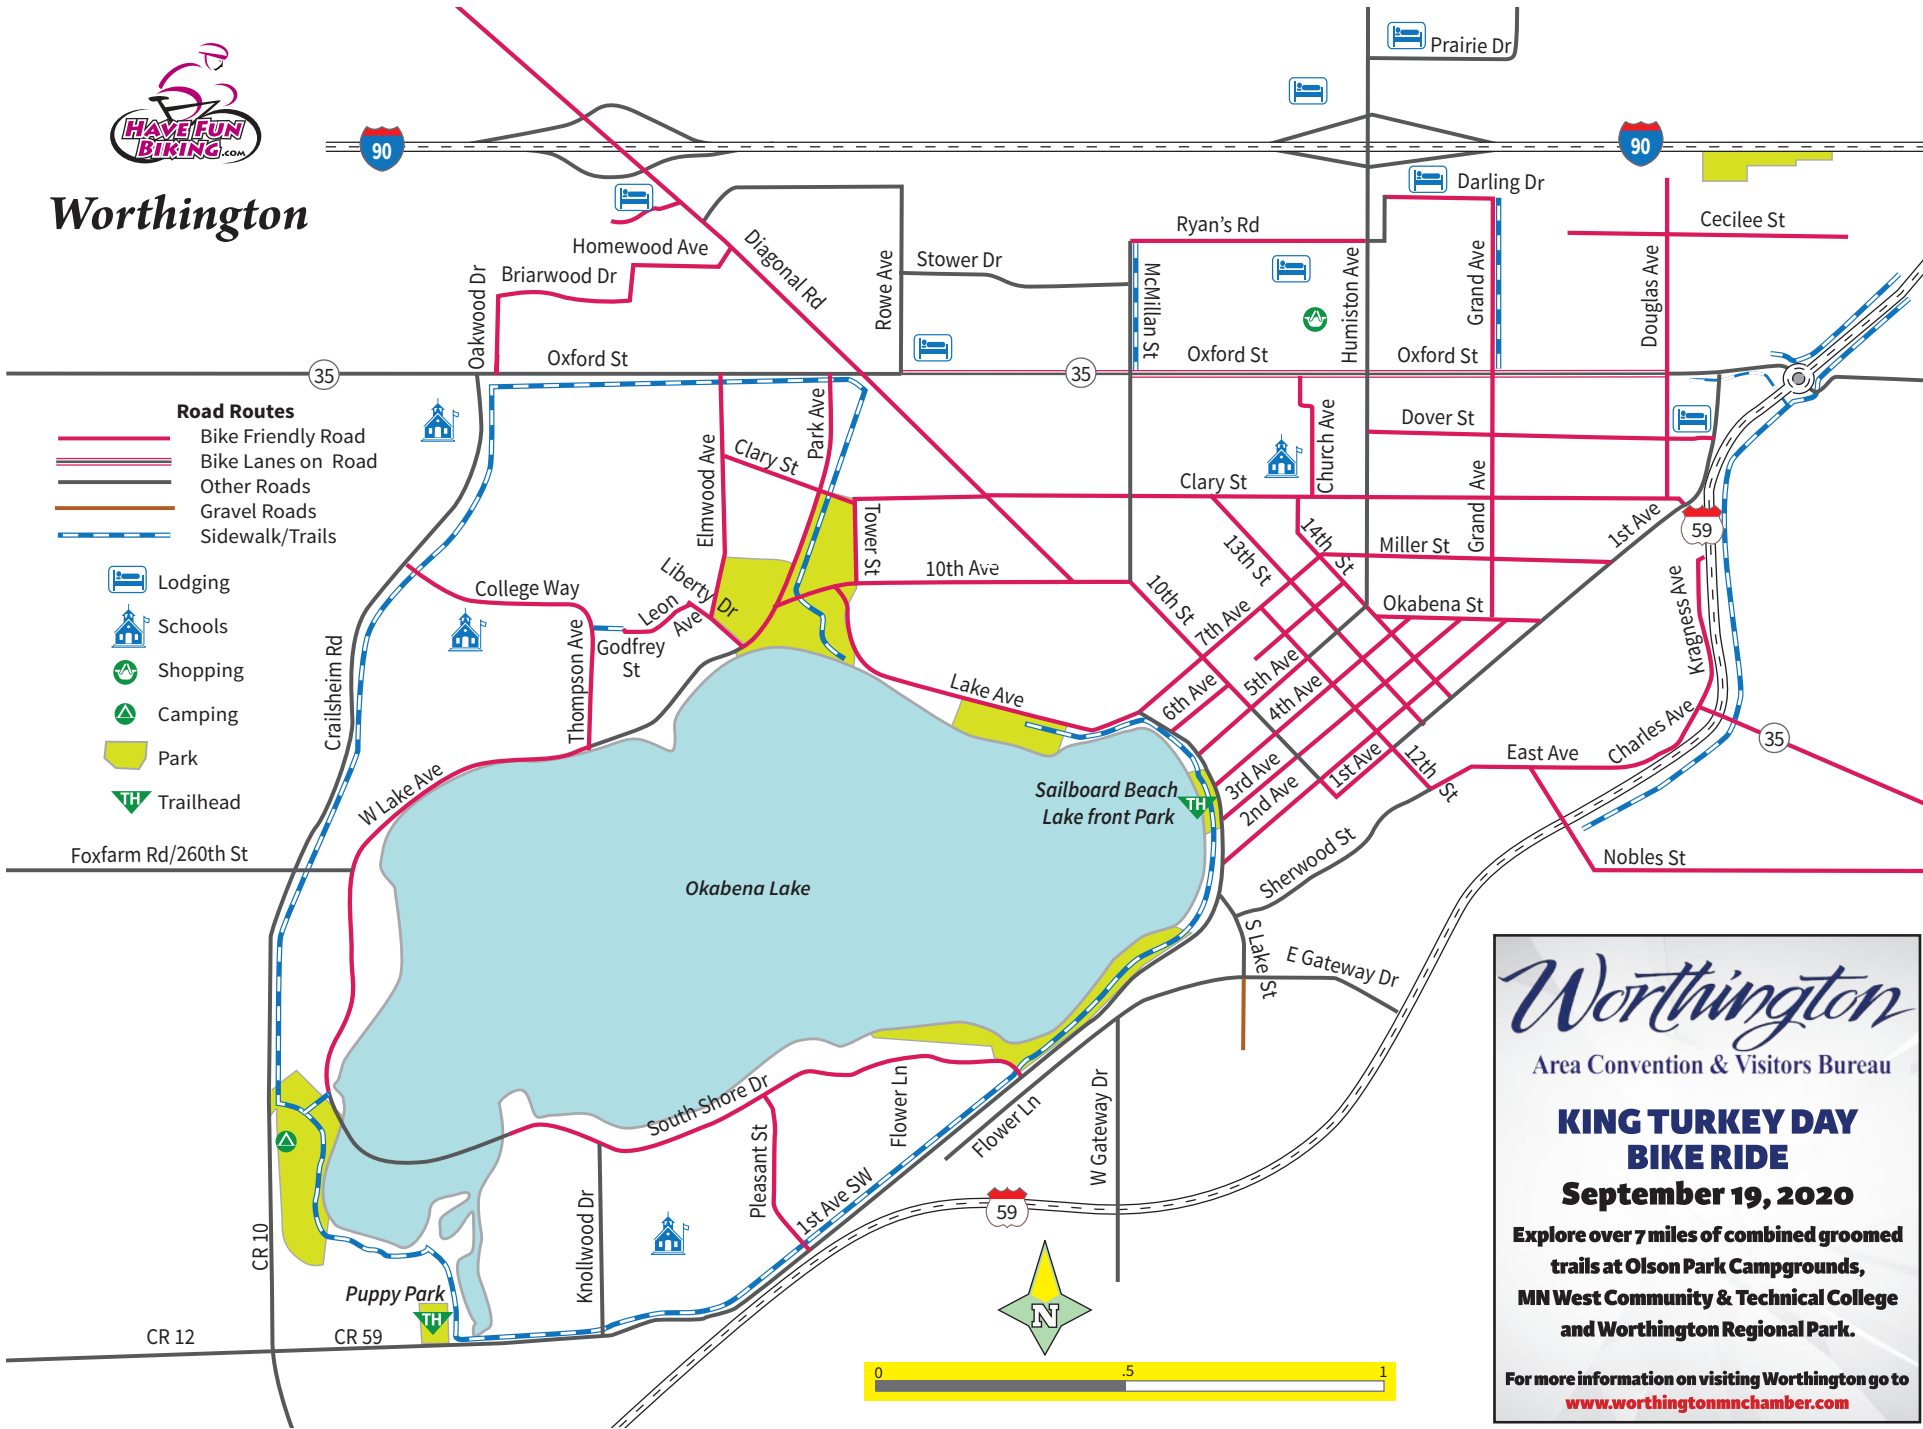 HAVE FUN
BIKING.COM
Worthington
90
90
Prairie Dr
Darling Dr
Cecilee St
Ryan's Rd
Homewood Ave
Briarwood Dr
Diagonal Rd
Rowe Ave
Stower Dr
McMillan St
Humiston Ave
Grand Ave
Douglas Ave
Oakwood Dr
Oxford St
Oxford St
Oxford St
35
35
Road Routes
Bike Friendly Road
Bike Lanes on Road
Other Roads
Gravel Roads
Sidewalk/Trails
Lodging
Schools
Shopping
Camping
Park
TH
Trailhead
Park Ave
Elmwood Ave
Clary St
Church Ave
Dover St
Clary St
Grand Ave
1st Ave
59
Tower St
10th Ave
13th St
14th St
Miller St
Okabena St
10th St
7th Ave
Kragness Ave
College Way
Liberty Dr
Leon Ave
Godfrey St
Thompson Ave
Crailsheim Rd
W Lake Ave
Lake Ave
6th Ave
5th Ave
4th Ave
3rd Ave
2nd Ave
1st Ave
12th St
East Ave
Charles Ave
35
Sailboard Beach
Lake front Park
TH
Foxfarm Rd/260th St
Okabena Lake
Sherwood St
Nobles St
S Lake St
E Gateway Dr
W Gateway Dr
South Shore Dr
Flower Ln
Flower Ln
Pleasant St
1st Ave SW
Knollwood Dr
CR 10
59
Puppy Park
TH
CR 12
CR 59
N
0
.5
1
Worthington
Area Convention & Visitors Bureau
KING TURKEY DAY
BIKE RIDE
September 19, 2020
Explore over 7 miles of combined groomed
trails at Olson Park Campgrounds,
MN West Community & Technical College
and Worthington Regional Park.
For more information on visiting Worthington go to
www.worthingtonmnchamber.com